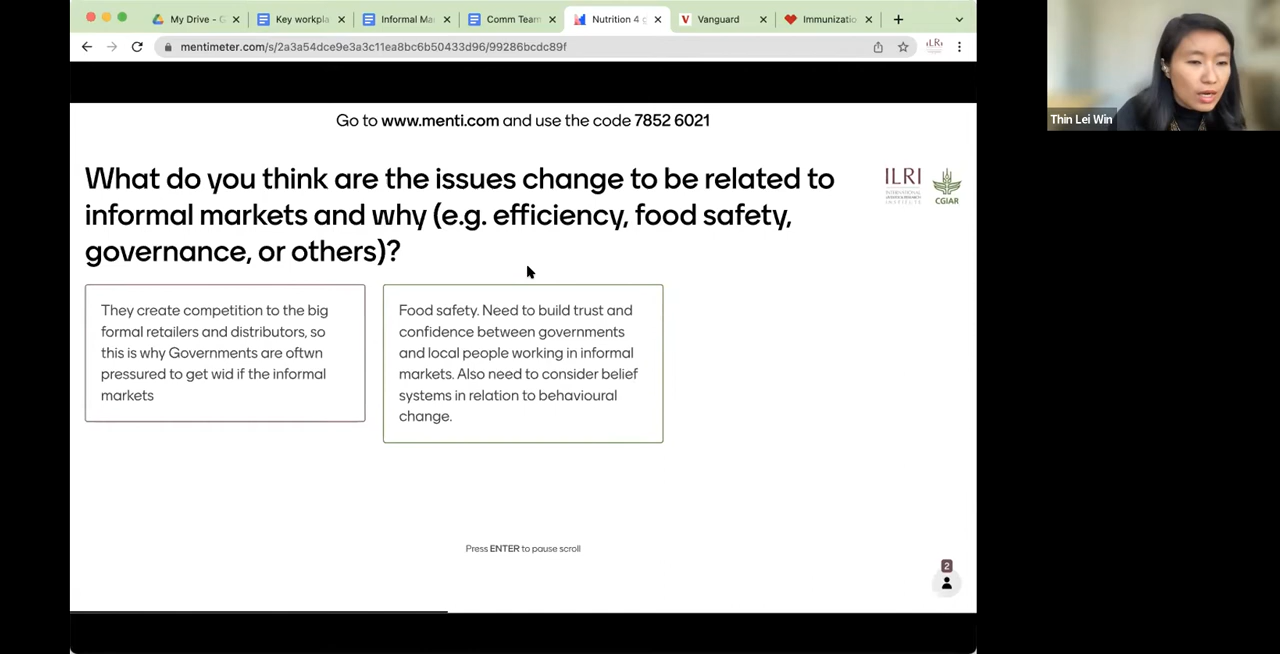 My Drive - G
Key workpla
Informal Ma
Comm Team
Nutrition 4 g
Vanguard
Immunizatio
mentimeter.com/s/2a3a54dce9e3a3c11ea8bc6b50433d96/99286bcdc89f
ILRI
Thin Lei Win
Go to www.menti.com and use the code 7852 6021
What do you think are the issues change to be related to
informal markets and why (e.g. efficiency, food safety,
governance, or others)?
ILRI
CGIAR
They create competition to the big
formal retailers and distributors, so
this is why Governments are oftwn
pressured to get wid if the informal
markets
Food safety. Need to build trust and
confidence between governments
and local people working in informal
markets. Also need to consider belief
systems in relation to behavioural
change.
Press ENTER to pause scroll
2